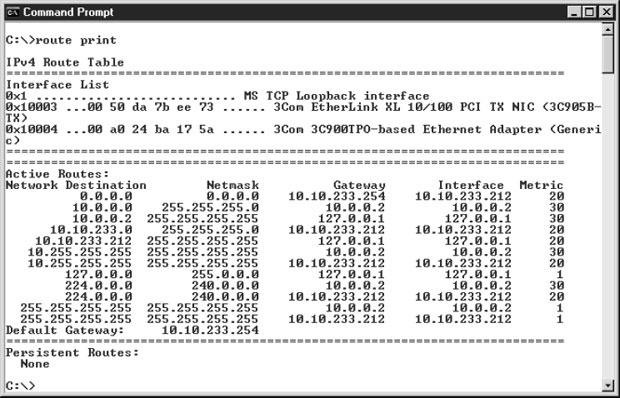 Command Prompt
C:\>route print
IPv4 Route Table
===========================================================================
Interface List
0x1 ........................... MS TCP Loopback interface
0x10003 ...00 50 da 7b ee 73 ...... 3Com EtherLink XL 10/100 PCI TX NIC (3C905B-
TX)
0x10004 ...00 a0 24 ba 17 5a ...... 3Com 3C900TPO-based Ethernet Adapter (Generi
c)
===========================================================================
===========================================================================
Active Routes:
Network Destination        Netmask          Gateway       Interface  Metric
0.0.0.0          0.0.0.0    10.10.233.254   10.10.233.212      20
10.0.0.0    255.255.255.0         10.0.0.2        10.0.0.2      30
10.0.0.2  255.255.255.255        127.0.0.1       127.0.0.1      30
10.10.233.0    255.255.255.0    10.10.233.212   10.10.233.212      20
10.10.233.212  255.255.255.255        127.0.0.1       127.0.0.1      20
10.255.255.255  255.255.255.255         10.0.0.2        10.0.0.2      30
10.255.255.255  255.255.255.255    10.10.233.212   10.10.233.212      20
127.0.0.0        255.0.0.0        127.0.0.1       127.0.0.1       1
224.0.0.0        240.0.0.0         10.0.0.2        10.0.0.2      30
224.0.0.0        240.0.0.0    10.10.233.212   10.10.233.212      20
255.255.255.255  255.255.255.255    10.10.233.212        10.0.0.2       1
255.255.255.255  255.255.255.255    10.10.233.212   10.10.233.212       1
Default Gateway:     10.10.233.254
===========================================================================
Persistent Routes:
None
C:\>